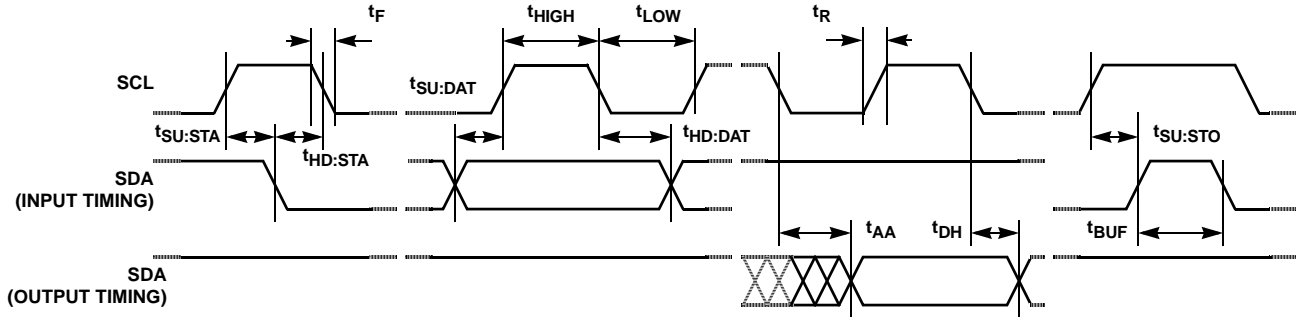 tF
tHIGH
tLOW
tR
SCL
tSU:DAT
tSU:STA
tHD:STA
tHD:DAT
tSU:STO
SDA
(INPUT TIMING)
tAA
tDH
tBUF
SDA
(OUTPUT TIMING)